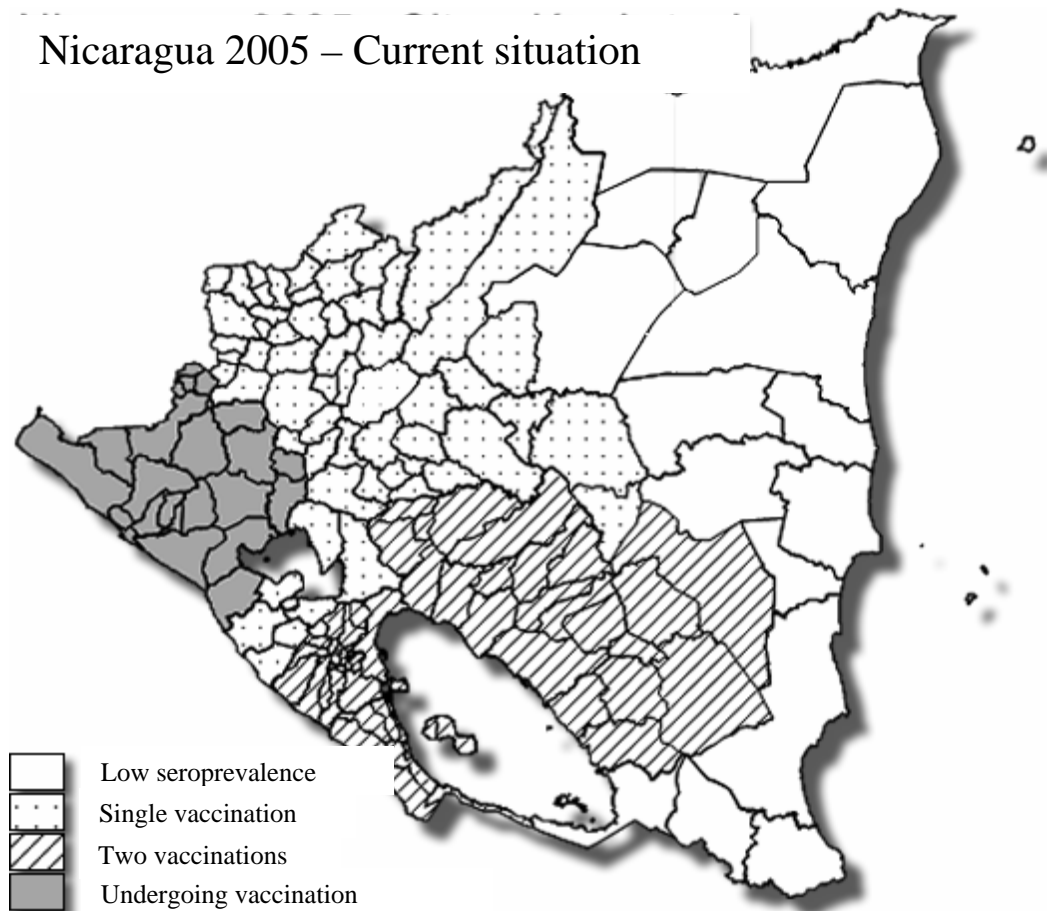 Nicaragua 2005 – Current situation
Low seroprevalence
Single vaccination
Two vaccinations
Undergoing vaccination